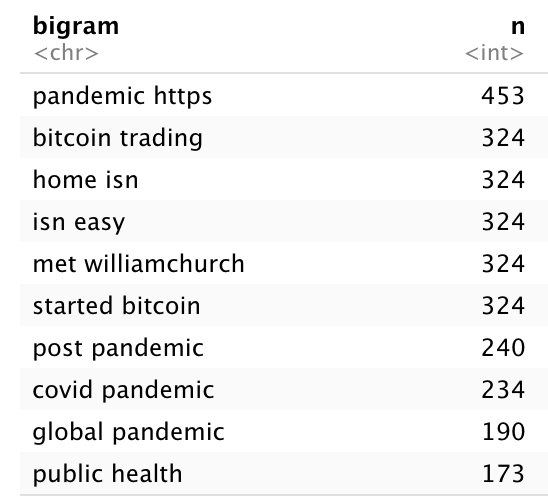 bigram n
<chr> <int>
pandemic https 453
bitcoin trading 324
home isn 324
isn easy 324
met williamchurch 324
started bitcoin 324
post pandemic 240
covid pandemic 234
global pandemic 190
public health 173